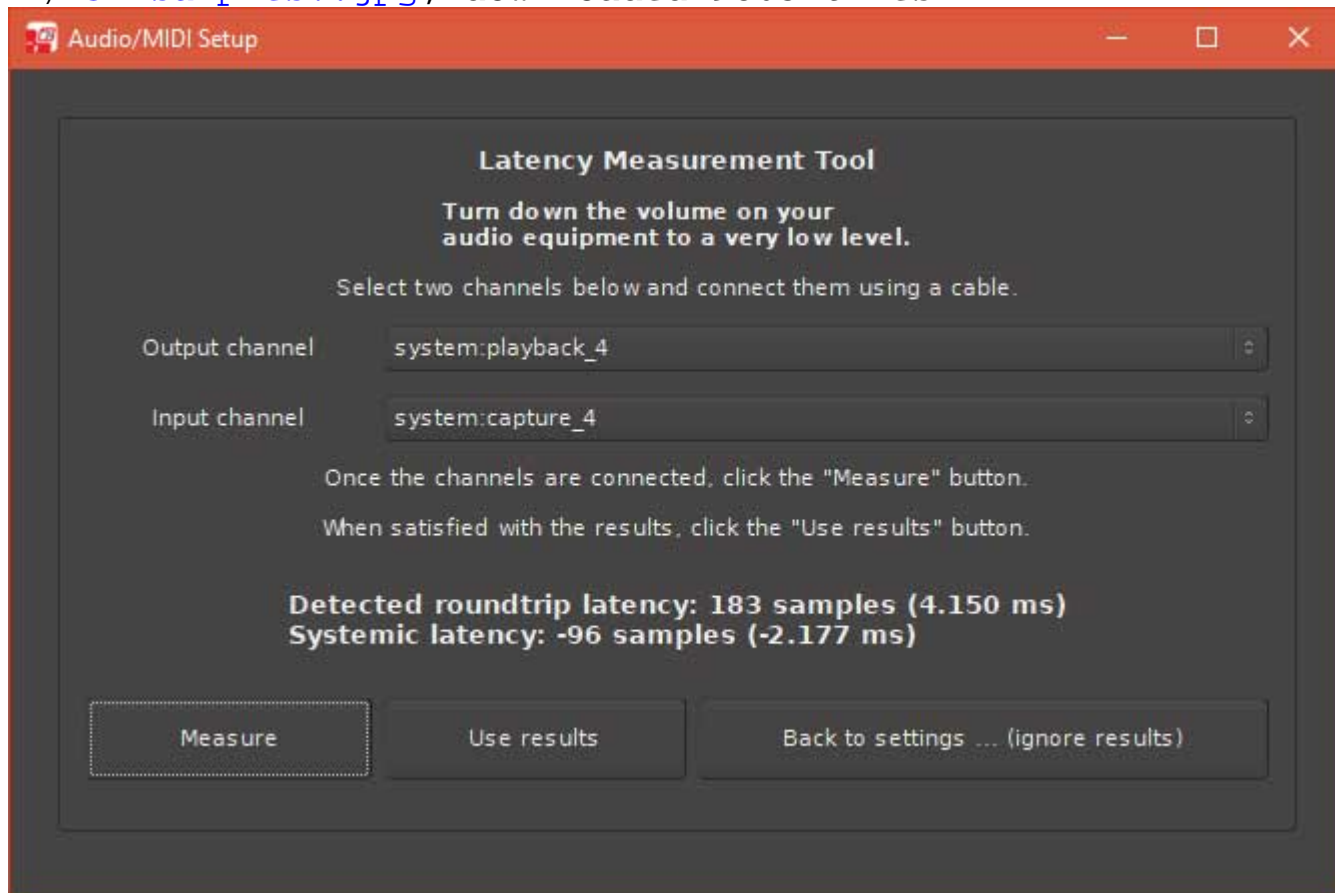 Audio/MIDI Setup
Latency Measurement Tool
Turn down the volume on your
audio equipment to a very low level.
Select two channels below and connect them using a cable.
Output channel system:playback_4
Input channel system:capture_4
Once the channels are connected, click the "Measure" button.
When satisfied with the results, click the "Use results" button.
Detected roundtrip latency: 183 samples (4.150 ms)
Systemic latency: -96 samples (-2.177 ms)
Measure Use results Back to settings ... (ignore results)